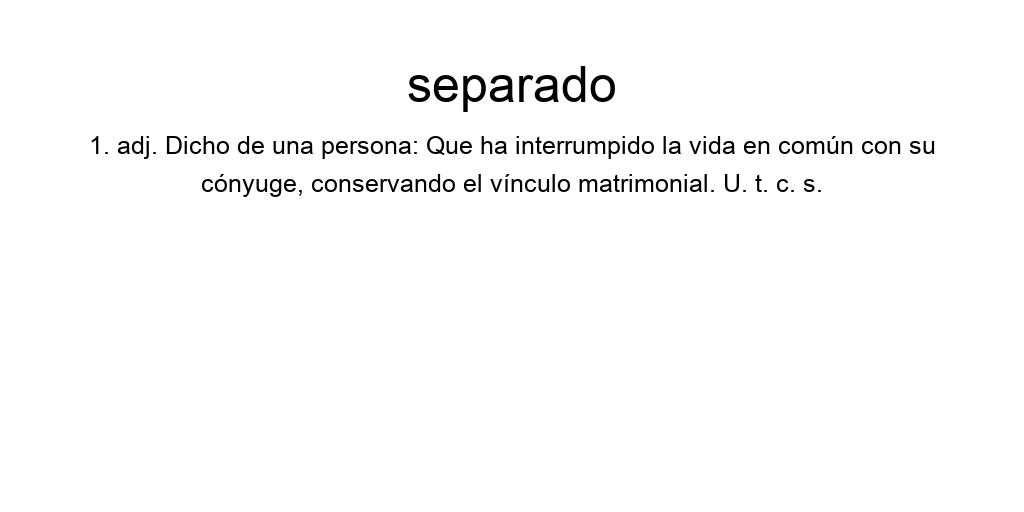 separado
1. adj. Dicho de una persona: Que ha interrumpido la vida en común con su
cónyuge, conservando el vínculo matrimonial. U. t. c. s.